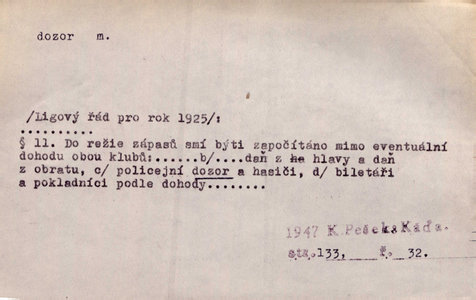 dozor m.
/Ligový řád pro rok 1925/:
..........
§ 11. Do režie zápasů smí býti započítáno mimo eventuální
dohodu obou klubů:......b/....daň z ha hlavy a daň
z obratu, c/ policejní dozor a hasiči, d/ biletáři
a pokladníci podle dohody........
1947 K.Pešek-Káďa.
str.133, ř. 32.